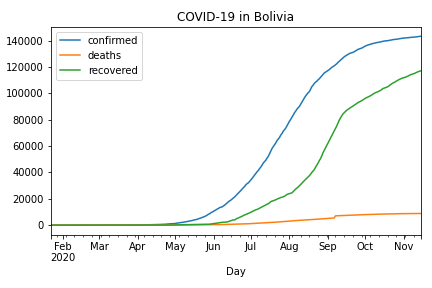 COVID-19 in Bolivia
confirmed
deaths
recovered
140000
120000
100000
80000
60000
40000
20000
0
Feb Mar Apr May Jun Jul Aug Sep Oct Nov
2020
Day